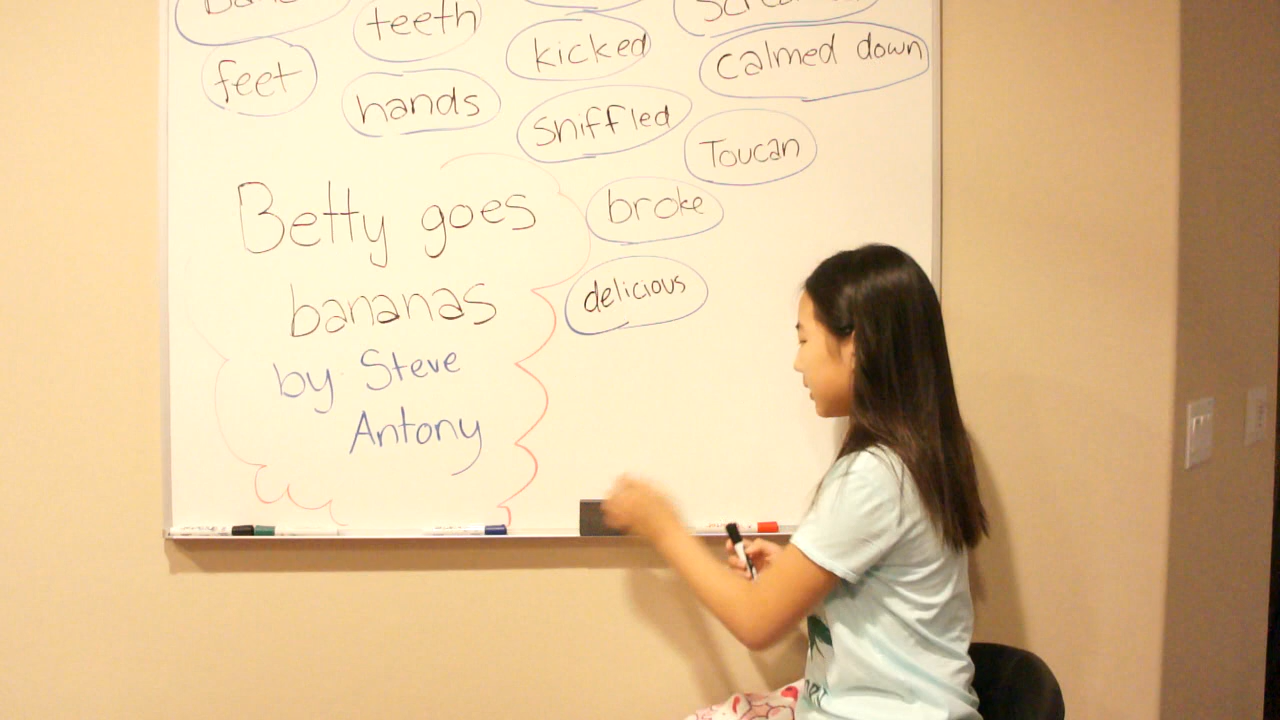 teeth
kicked
calmed down
feet
hands
sniffled
Toucan
Betty goes
bananas
by Steve
Antony
broke
delicious